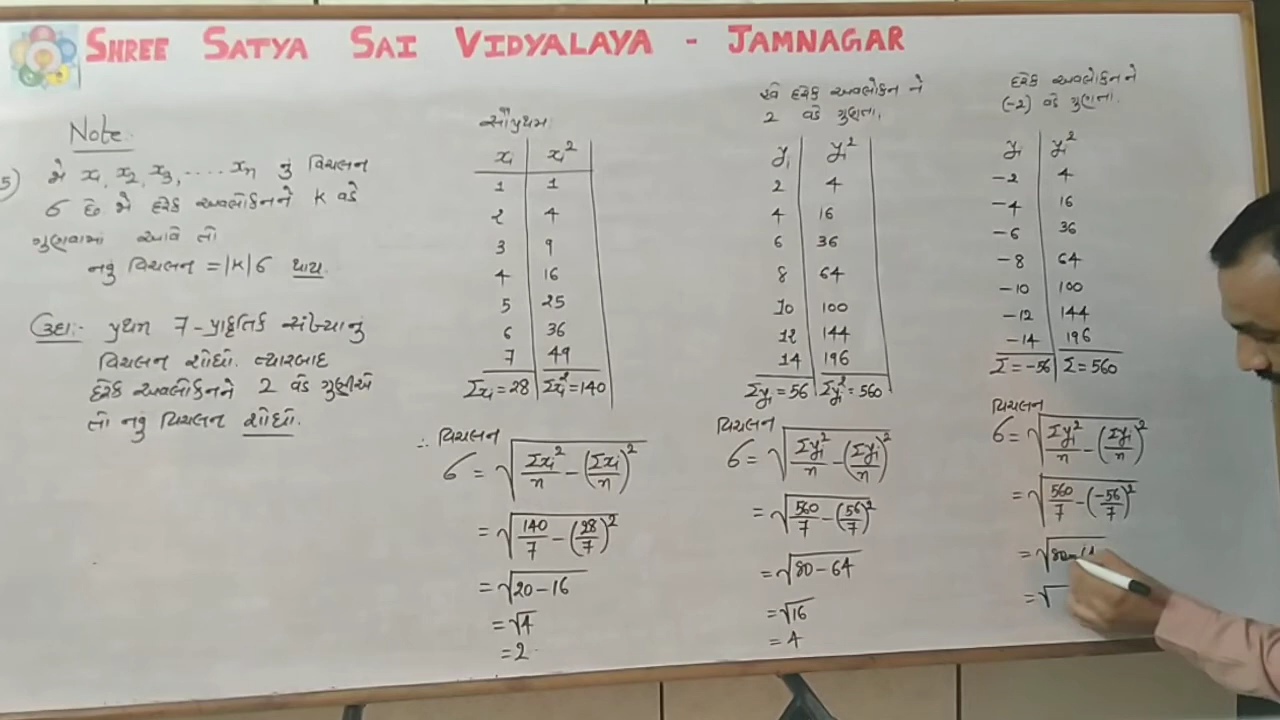 SHREE SATYA SAI VIDYALAYA - JAMNAGAR
Note
5) જો x₁, x₂, x₃, .... xₙ નું વિચલન
σ છે જો દરેક અવલોકનને K વડે
ગુણવામાં આવે તો
નવું વિચલન = |K| σ થાય.
ઉદા:- પ્રથમ 7 - પ્રાકૃતિક સંખ્યાનું
વિચલન શોધો. ત્યારબાદ
દરેક અવલોકનને 2 વડે ગુણીએ
તો નવું વિચલન શોધો.
સૌપ્રથમ
xᵢ xᵢ²
1 1
2 4
3 9
4 16
5 25
6 36
7 49
Σxᵢ=28 Σxᵢ²=140
∴ વિચલન
σ = √(Σxᵢ²/n − (Σxᵢ/n)²)
= √(140/7 − (28/7)²)
= √(20−16)
= √4
= 2
હવે દરેક અવલોકન ને
2 વડે ગુણતા,
yᵢ yᵢ²
2 4
4 16
6 36
8 64
10 100
12 144
14 196
Σyᵢ=56 Σyᵢ²=560
વિચલન
σ = √(Σyᵢ²/n − (Σyᵢ/n)²)
= √(560/7 − (56/7)²)
= √(80−64)
= √16
= 4
દરેક અવલોકન ને
(-2) વડે ગુણતા.
yᵢ yᵢ²
-2 4
-4 16
-6 36
-8 64
-10 100
-12 144
-14 196
Σ=-56 Σ=560
વિચલન
σ = √(Σyᵢ²/n − (Σyᵢ/n)²)
= √(560/7 − (-56/7)²)
= √(80−
= √